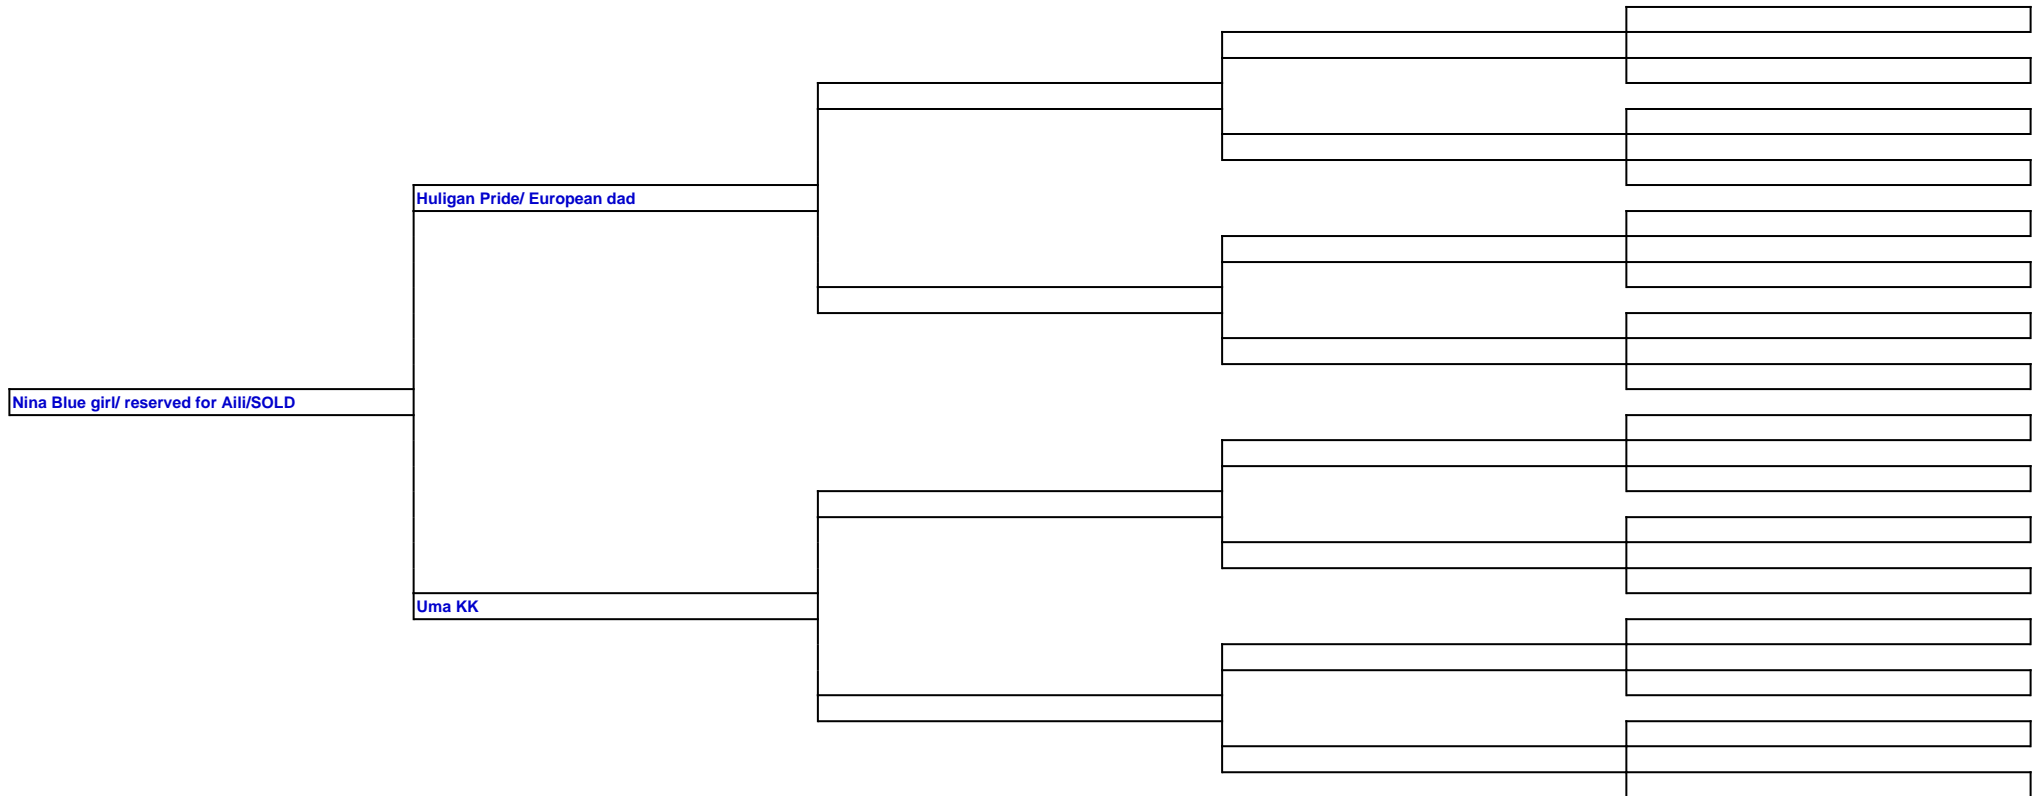 Huligan Pride/ European dad
Nina Blue girl/ reserved for Aili/SOLD
Uma KK